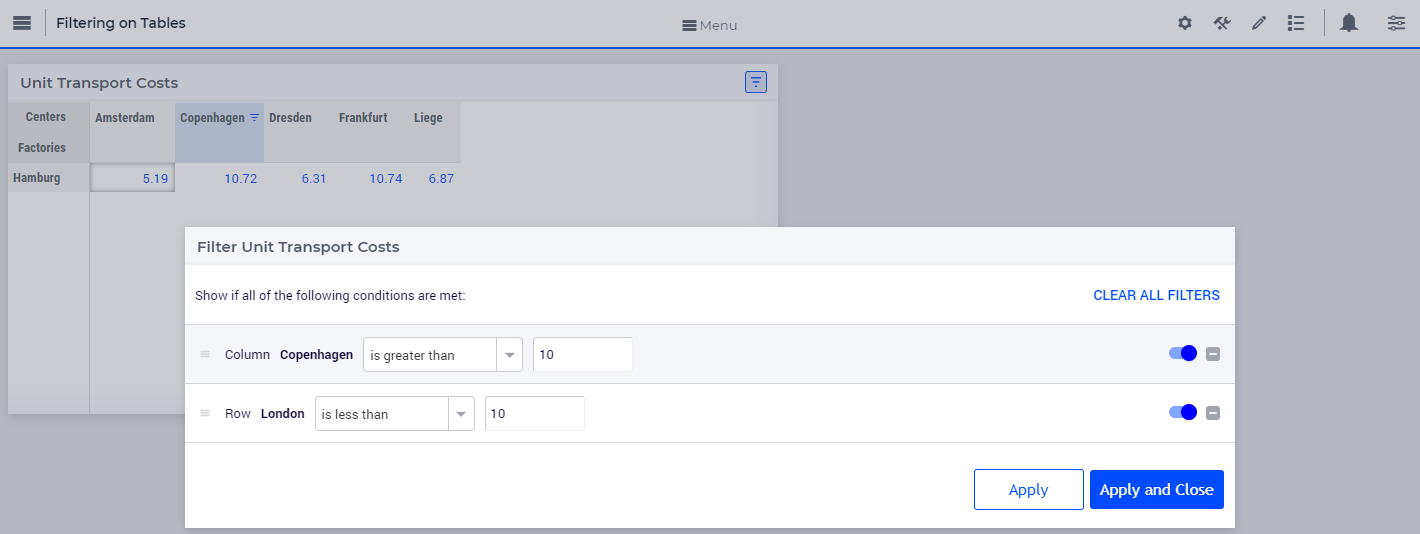 Filtering on Tables
Menu
Unit Transport Costs
Centers Amsterdam Copenhagen Dresden Frankfurt Liege
Factories
Hamburg 5.19 10.72 6.31 10.74 6.87
Filter Unit Transport Costs
Show if all of the following conditions are met: CLEAR ALL FILTERS
Column Copenhagen is greater than 10
Row London is less than 10
Apply Apply and Close